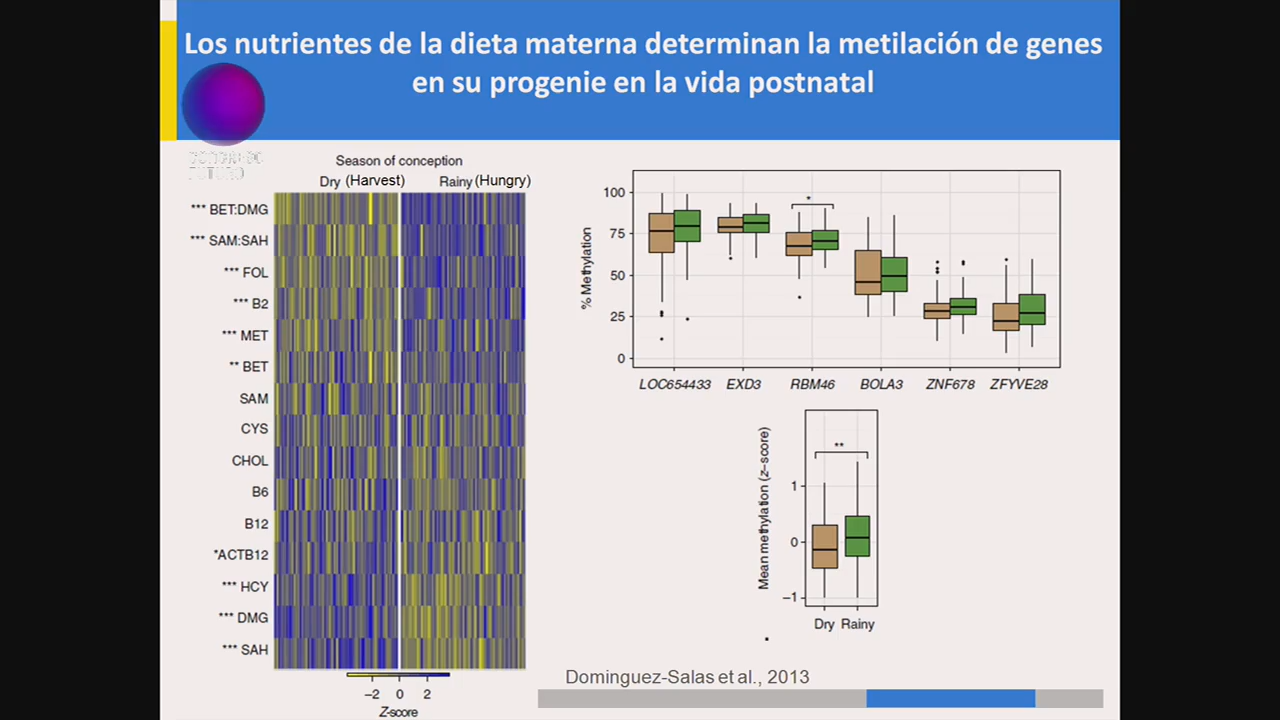 Los nutrientes de la dieta materna determinan la metilación de genes
en su progenie en la vida postnatal
CONGRESO
FUTURO
Season of conception
Dry (Harvest) Rainy (Hungry)
*** BET:DMG
*** SAM:SAH
*** FOL
*** B2
*** MET
** BET
SAM
CYS
CHOL
B6
B12
*ACTB12
*** HCY
*** DMG
*** SAH
−2 0 2
Z-score
% Methylation
100
75
50
25
0
*
LOC654433 EXD3 RBM46 BOLA3 ZNF678 ZFYVE28
Mean methylation (z−score)
**
1
0
−1
Dry Rainy
Dominguez-Salas et al., 2013